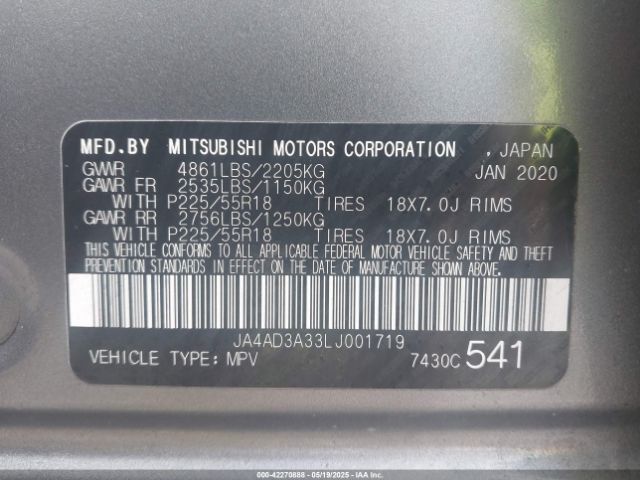 MFD.BY MITSUBISHI MOTORS CORPORATION , JAPAN
GVWR 4861LBS/2205KG JAN 2020
GAWR FR 2535LBS/1150KG
WITH P225/55R18 TIRES 18X7.0J RIMS
GAWR RR 2756LBS/1250KG
WITH P225/55R18 TIRES 18X7.0J RIMS
THIS VEHICLE CONFORMS TO ALL APPLICABLE FEDERAL MOTOR VEHICLE SAFETY AND THEFT
PREVENTION STANDARDS IN EFFECT ON THE DATE OF MANUFACTURE SHOWN ABOVE.
JA4AD3A33LJ001719
VEHICLE TYPE: MPV 7430C 541
000-42270888 - 05/19/2025 - IAAI.com